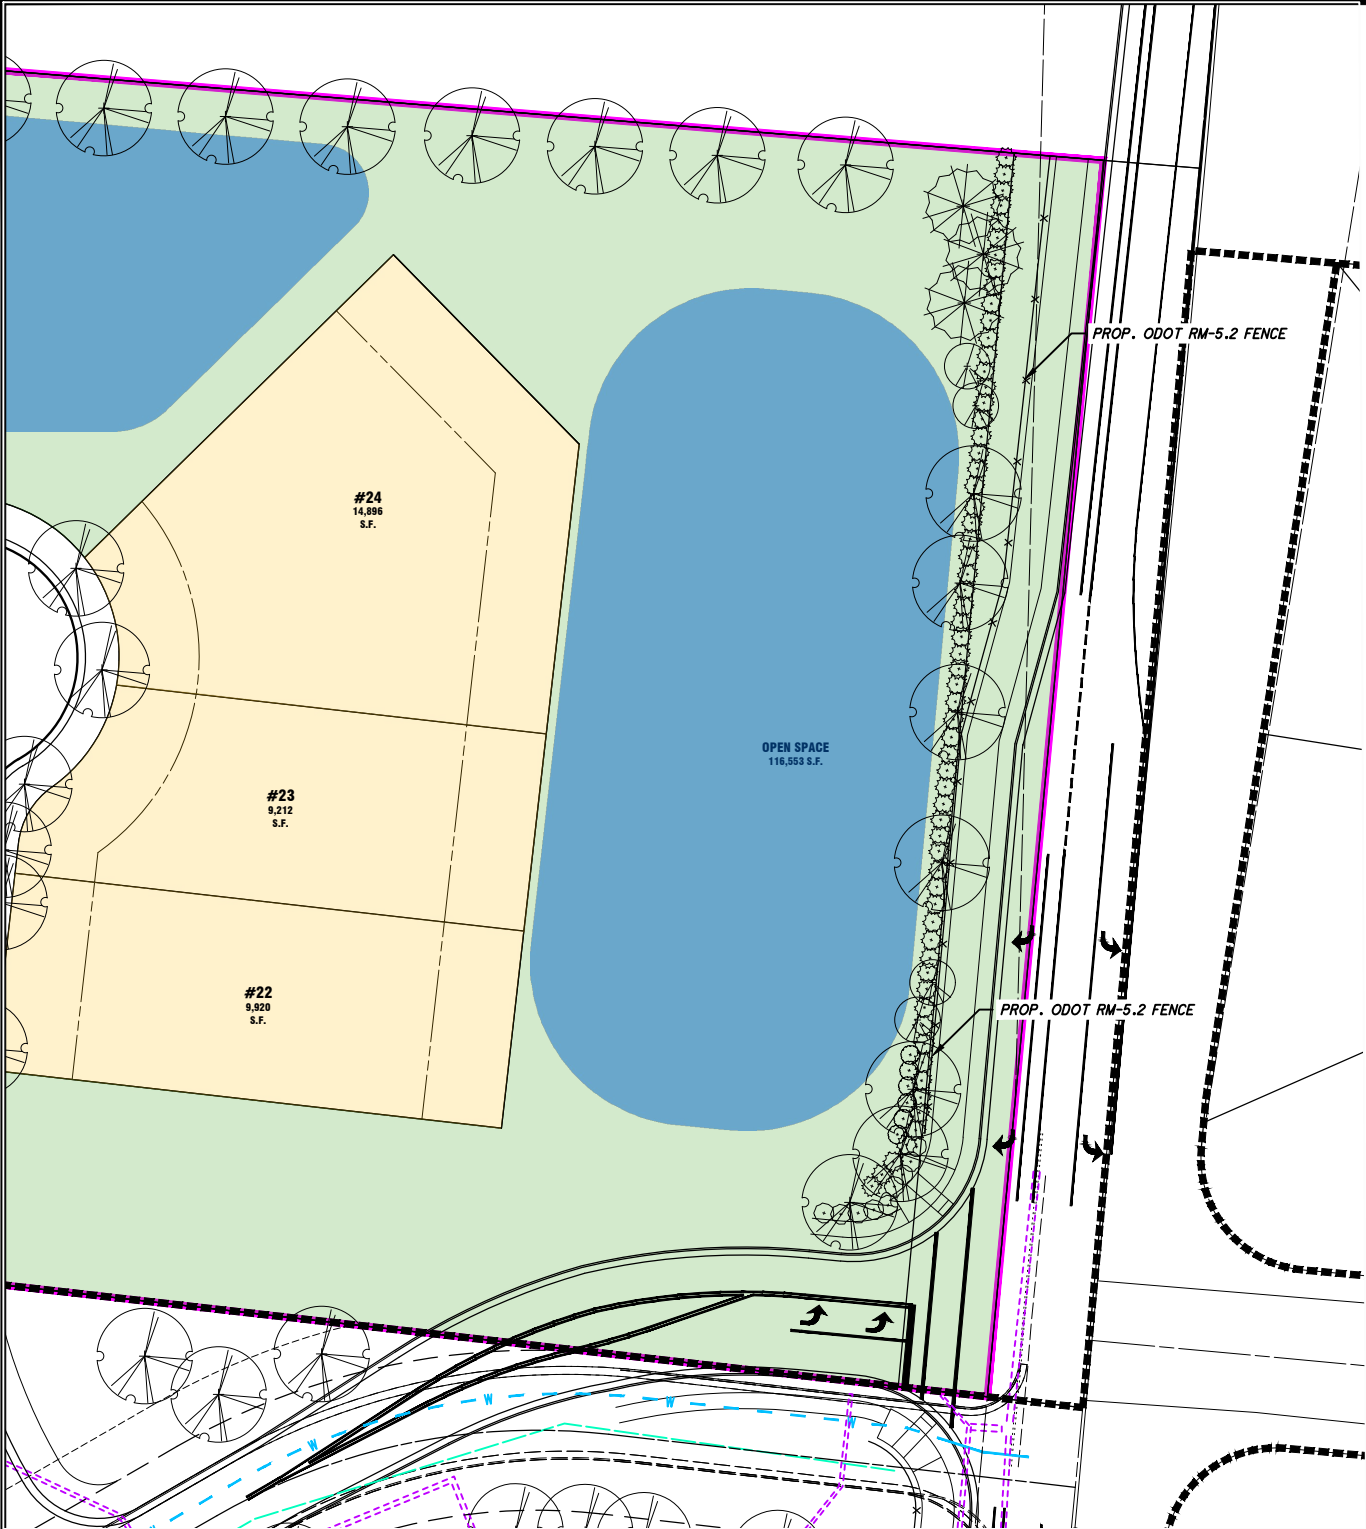 PROP. ODOT RM-5.2 FENCE
#24
14,896
S.F.
OPEN SPACE
116,553 S.F.
#23
9,212
S.F.
#22
9,920
S.F.
PROP. ODOT RM-5.2 FENCE
W
W
W
W
W